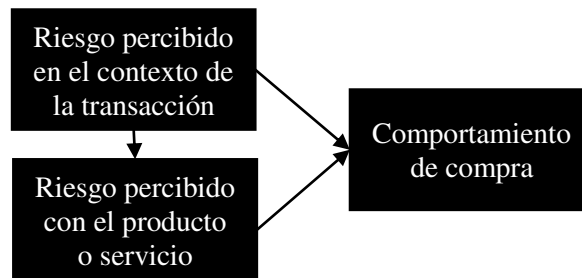 Riesgo percibido
en el contexto de
la transacción
Riesgo percibido
con el producto
o servicio
Comportamiento
de compra